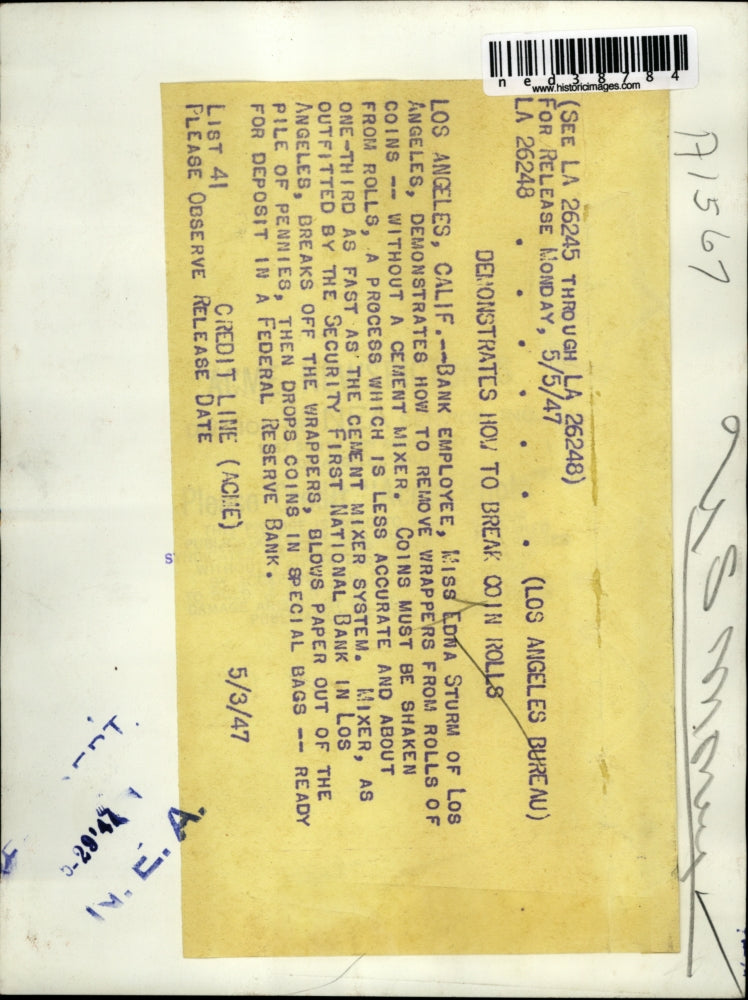 ned38784
www.historicimages.com
A1567
(SEE LA 26245 THROUGH LA 26248)
FOR RELEASE MONDAY, 5/5/47
LA 26248 . . . . . . . (LOS ANGELES BUREAU)
DEMONSTRATES HOW TO BREAK COIN ROLLS
LOS ANGELES, CALIF.--BANK EMPLOYEE, MISS EDNA STURM OF LOS
ANGELES, DEMONSTRATES HOW TO REMOVE WRAPPERS FROM ROLLS OF
COINS -- WITHOUT A CEMENT MIXER. COINS MUST BE SHAKEN
FROM ROLLS, A PROCESS WHICH IS LESS ACCURATE AND ABOUT
ONE-THIRD AS FAST AS THE CEMENT MIXER SYSTEM. MIXER, AS
OUTFITTED BY THE SECURITY FIRST NATIONAL BANK IN LOS
ANGELES, BREAKS OFF THE WRAPPERS, BLOWS PAPER OUT OF THE
PILE OF PENNIES, THEN DROPS COINS IN SPECIAL BAGS -- READY
FOR DEPOSIT IN A FEDERAL RESERVE BANK.
LIST 41 CREDIT LINE (ACME) 5/3/47
PLEASE OBSERVE RELEASE DATE
S
N. E. A.